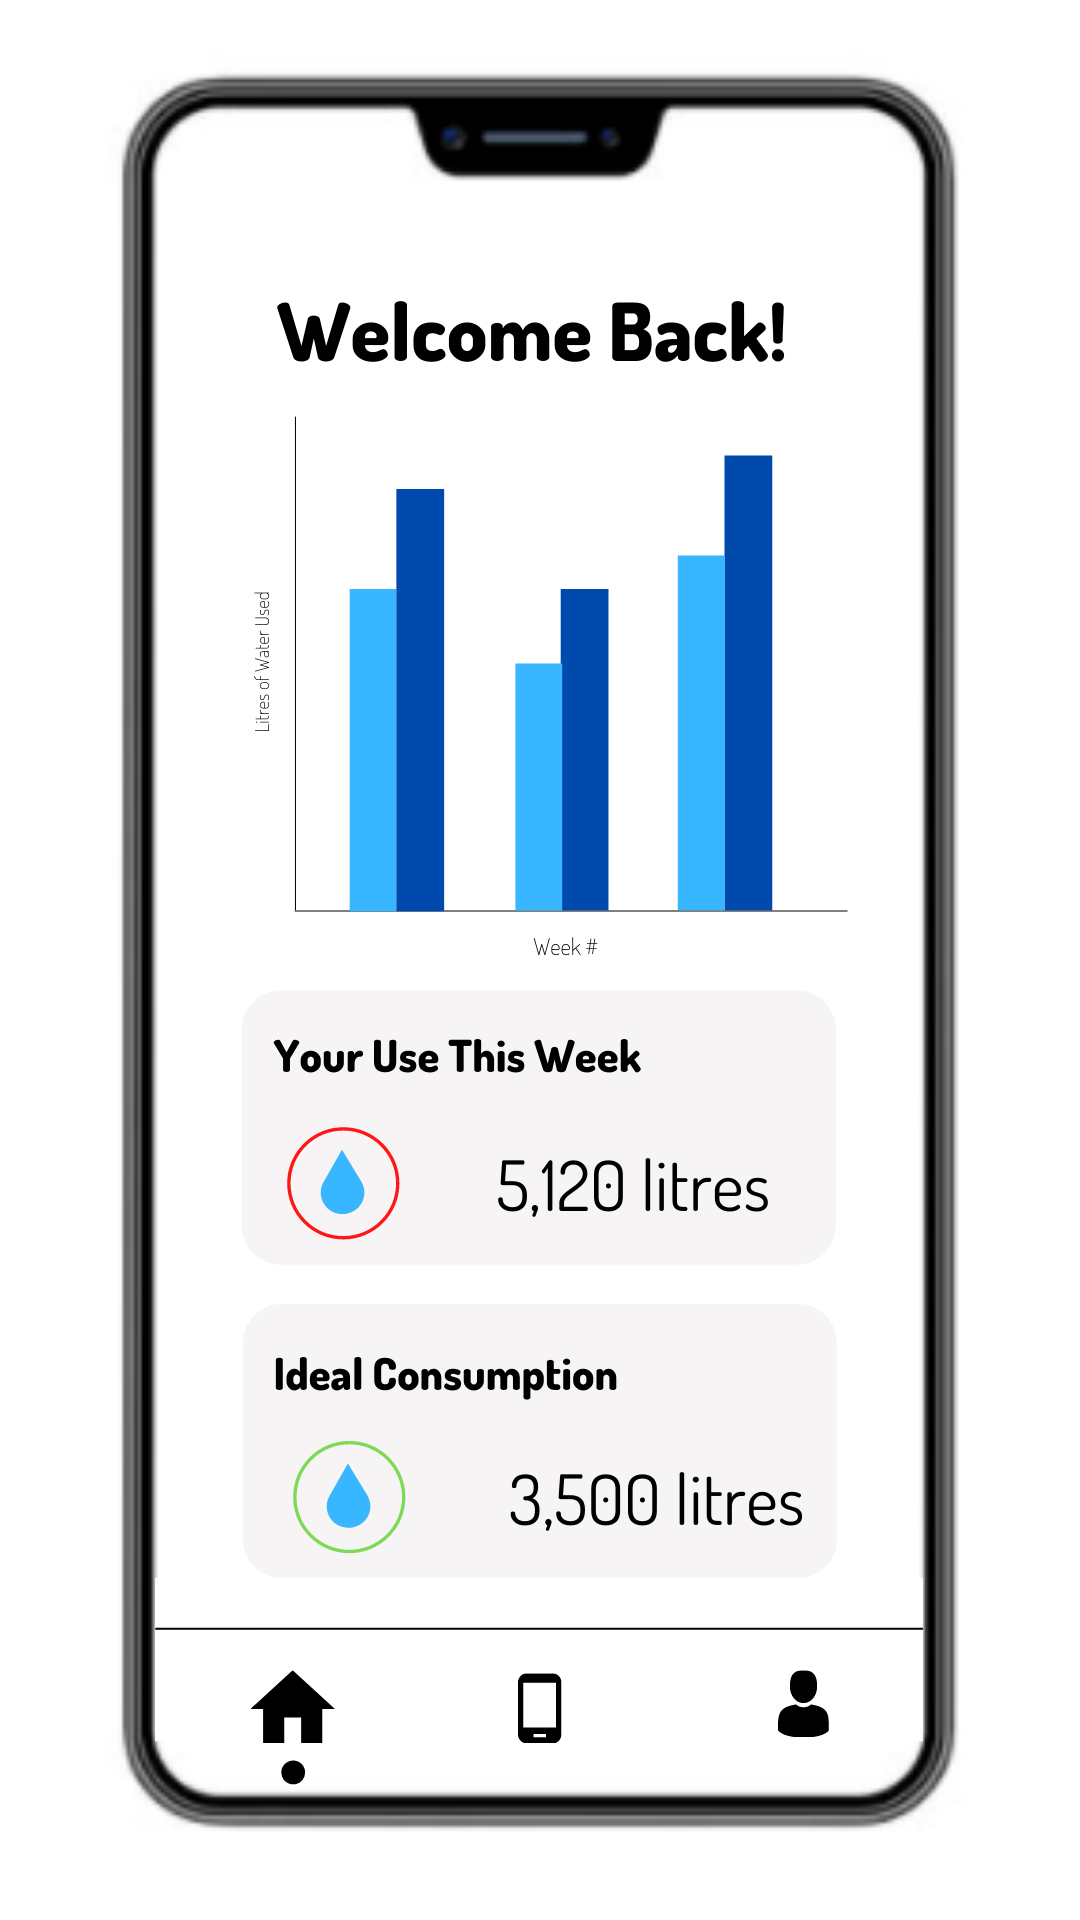 Welcome Back!
Litres of Water Used
Week #
Your Use This Week
5,120 litres
Ideal Consumption
3,500 litres